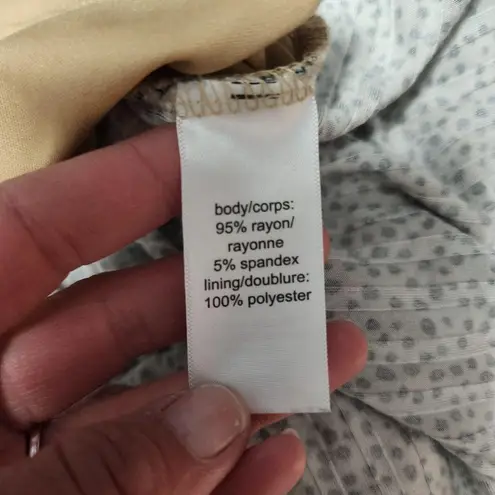 body/corps:
95% rayon/
rayonne
5% spandex
lining/doublure:
100% polyester